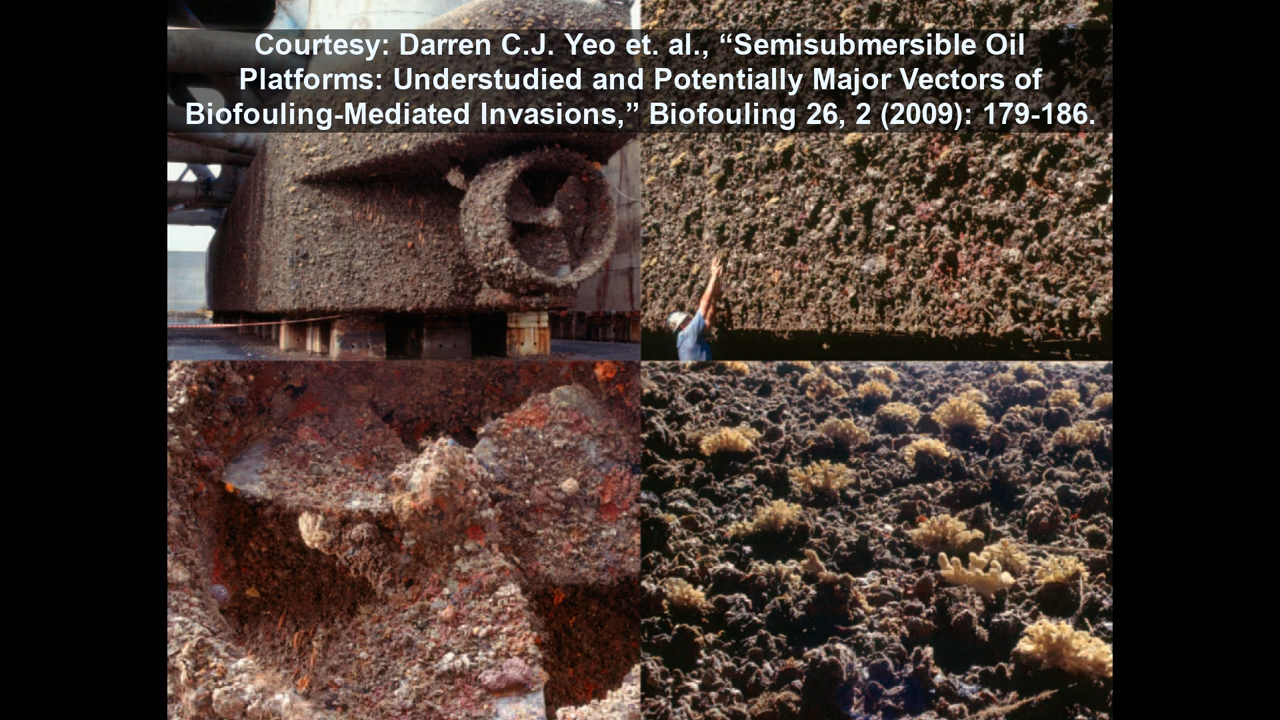 Courtesy: Darren C.J. Yeo et. al., “Semisubmersible Oil
Platforms: Understudied and Potentially Major Vectors of
Biofouling-Mediated Invasions,” Biofouling 26, 2 (2009): 179-186.